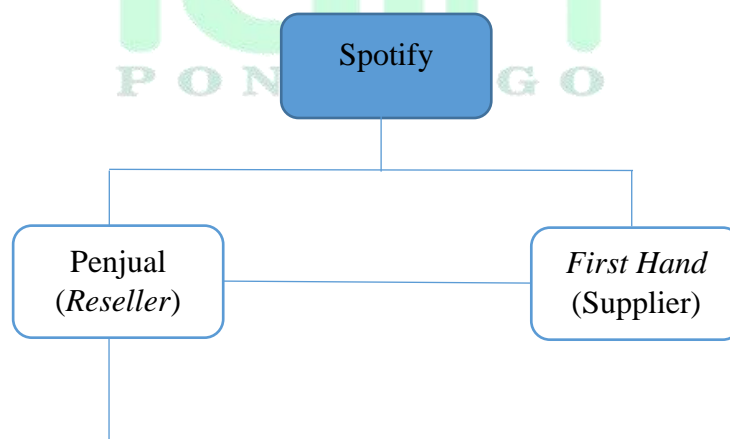 Spotify
Penjual
(Reseller)
First Hand
(Supplier)